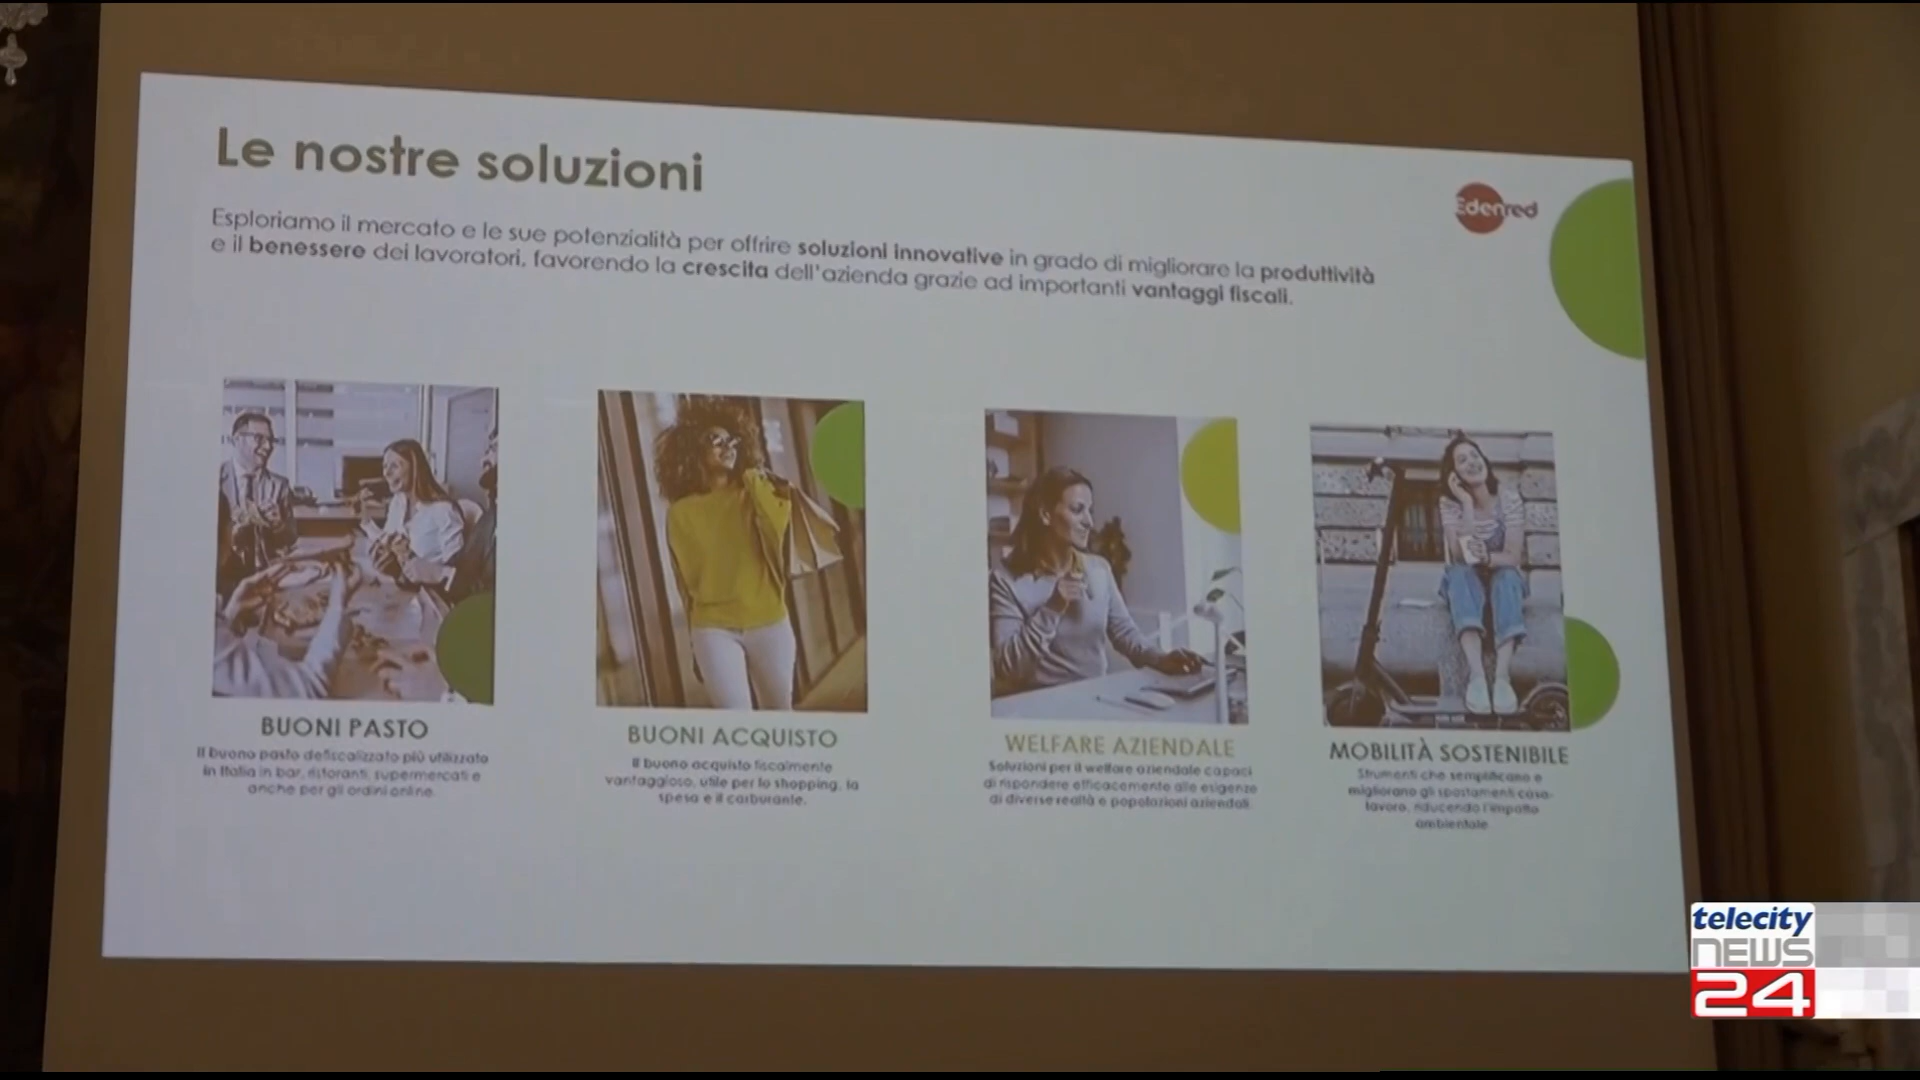 Le nostre soluzioni
Edenred
Esploriamo il mercato e le sue potenzialità per offrire soluzioni innovative in grado di migliorare la produttività
e il benessere dei lavoratori, favorendo la crescita dell'azienda grazie ad importanti vantaggi fiscali.
BUONI PASTO
Il buono pasto defiscalizzato più utilizzato
in Italia in bar, ristoranti, supermercati e
anche per gli ordini online.
BUONI ACQUISTO
Il buono acquisto fiscalmente
vantaggioso, utile per lo shopping, la
spesa e il carburante.
WELFARE AZIENDALE
Soluzioni per il welfare aziendale capaci
di rispondere efficacemente alle esigenze
di diverse realtà e popolazioni aziendali.
MOBILITÀ SOSTENIBILE
Strumenti che semplificano e
migliorano gli spostamenti casa-
lavoro, riducendo l'impatto
ambientale
telecity
NEWS
24